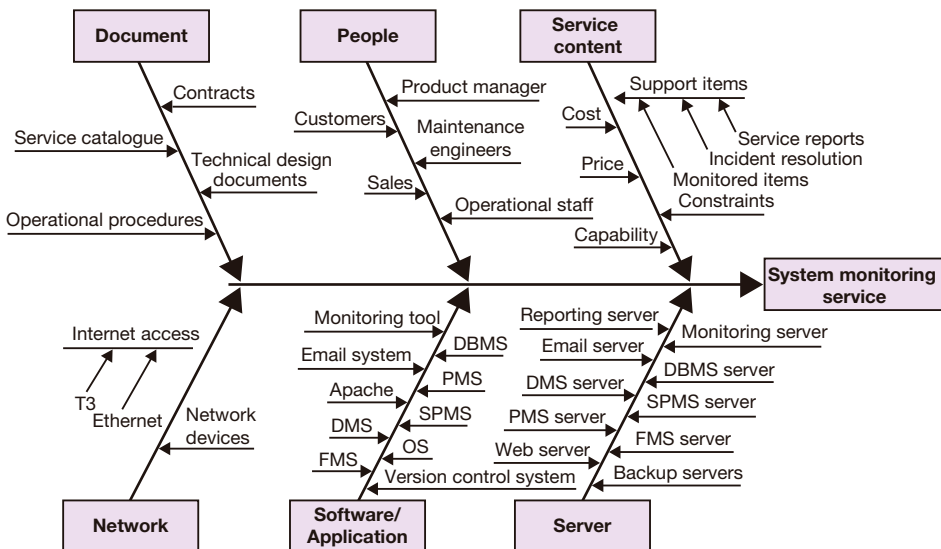 Document
People
Service
content
Contracts
Service catalogue
Technical design
documents
Operational procedures
Product manager
Customers
Maintenance
engineers
Sales
Operational staff
Support items
Cost
Service reports
Incident resolution
Price
Monitored items
Constraints
Capability
System monitoring
service
Internet access
T3
Ethernet
Network
devices
Monitoring tool
DBMS
Email system
PMS
Apache
SPMS
DMS
OS
FMS
Version control system
Reporting server
Monitoring server
Email server
DBMS server
DMS server
SPMS server
PMS server
FMS server
Web server
Backup servers
Network
Software/
Application
Server